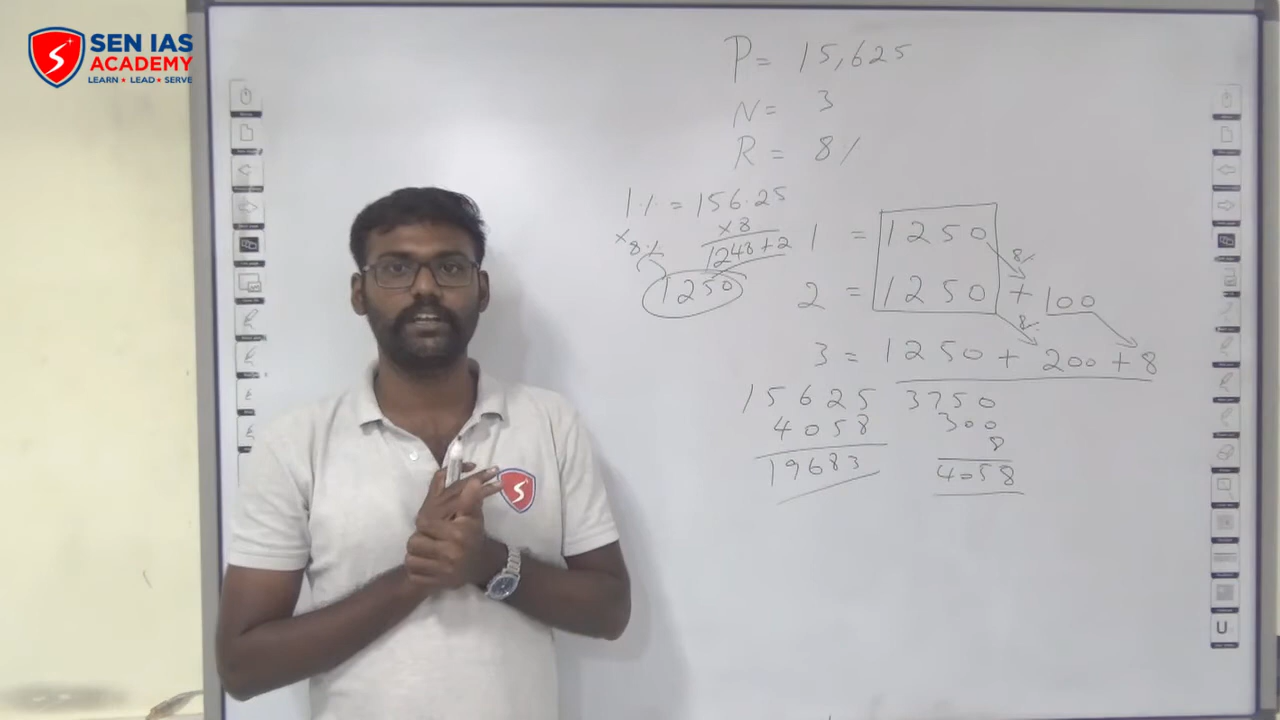 SEN IAS
ACADEMY
LEARN ★ LEAD ★ SERVE
P = 15,625
N = 3
R = 8%
1% = 156.25
×8% ×8
1248+2
1250
1 = 1250
8%
2 = 1250 + 100
8%
3 = 1250 + 200 + 8
15625
4058
19683
3750
300
8
4058
S
U